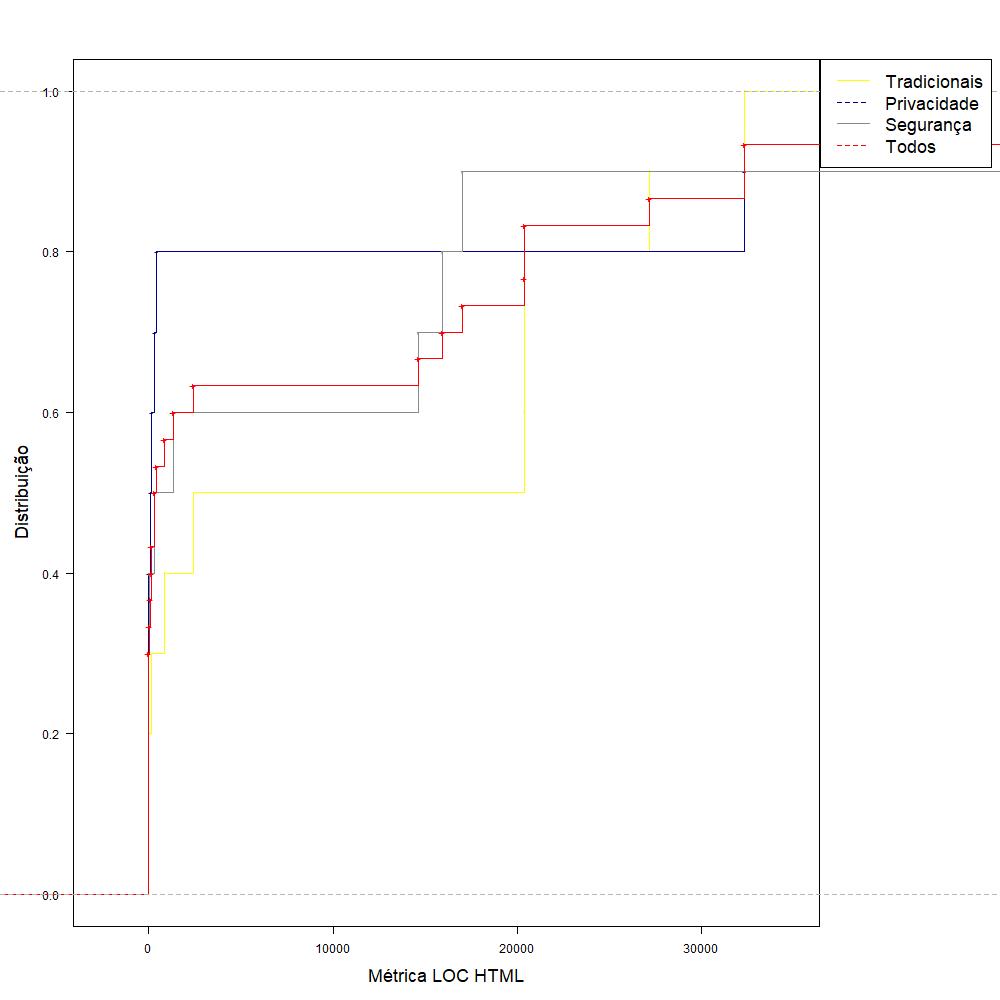 Tradicionais
Privacidade
Segurança
Todos
1.0
0.8
0.6
0.4
0.2
0.0
Distribuição
0
10000
20000
30000
Métrica LOC HTML